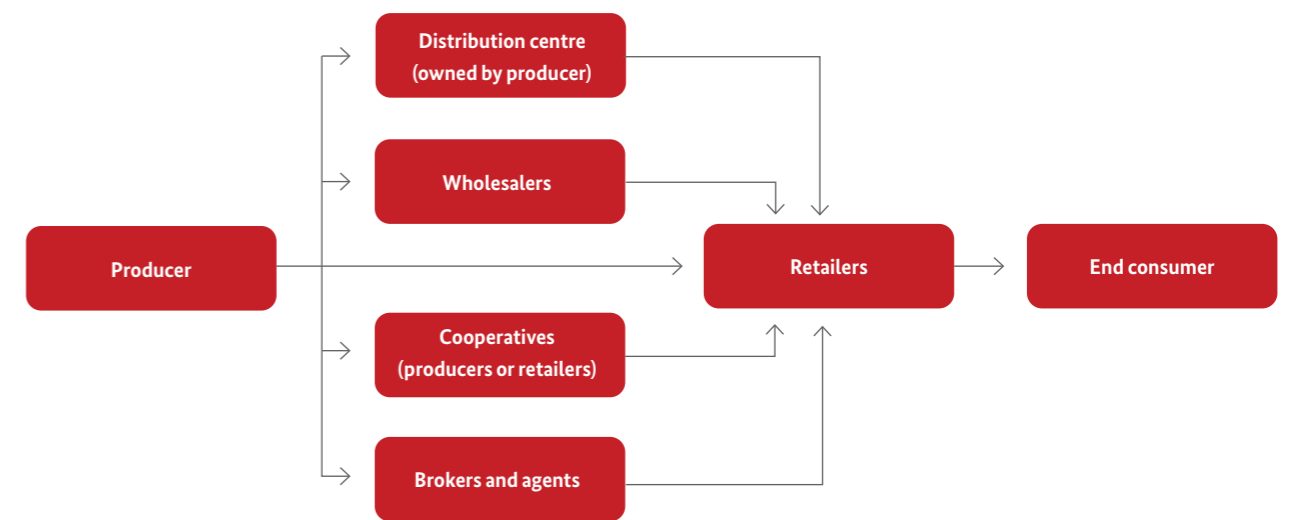 Distribution centre
(owned by producer)
Wholesalers
Producer
Retailers
End consumer
Cooperatives
(producers or retailers)
Brokers and agents